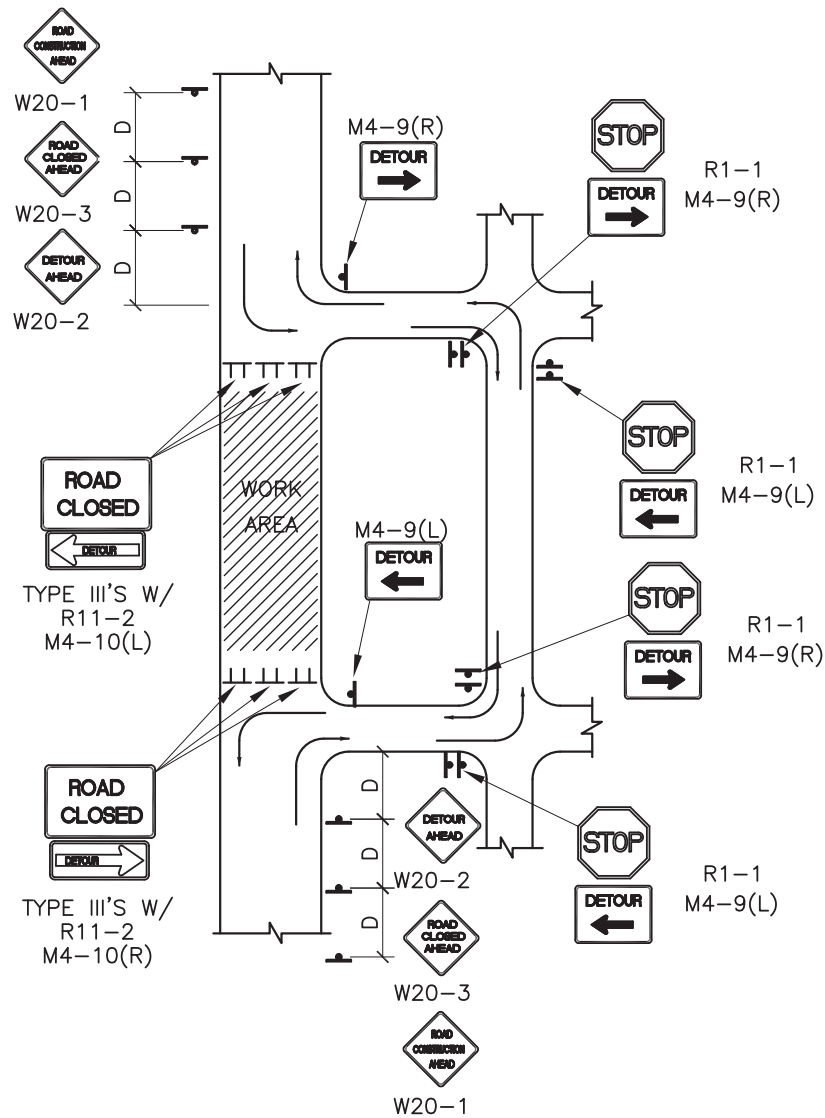 ROAD
CONSTRUCTION
AHEAD
W20-1
D
ROAD
CLOSED
AHEAD
W20-3
D
DETOUR
AHEAD
W20-2
D
M4-9(R)
DETOUR
STOP
DETOUR
R1-1
M4-9(R)
STOP
DETOUR
R1-1
M4-9(L)
ROAD
CLOSED
DETOUR
TYPE III'S W/
R11-2
M4-10(L)
WORK
AREA
M4-9(L)
DETOUR
STOP
DETOUR
R1-1
M4-9(R)
ROAD
CLOSED
DETOUR
TYPE III'S W/
R11-2
M4-10(R)
D
DETOUR
AHEAD
W20-2
D
STOP
DETOUR
R1-1
M4-9(L)
D
ROAD
CLOSED
AHEAD
W20-3
ROAD
CONSTRUCTION
AHEAD
W20-1